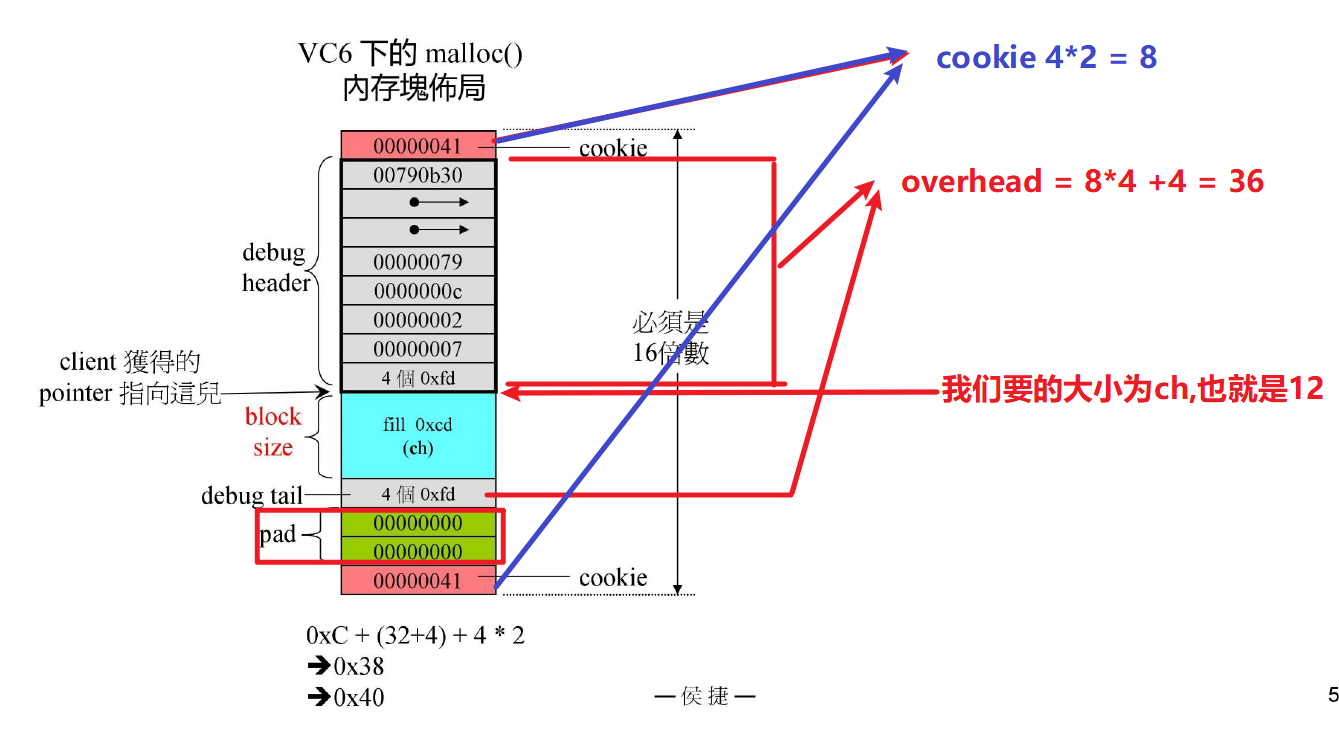 VC6 下的 malloc()
內存塊佈局
cookie 4*2 = 8
00000041
cookie
00790b30
overhead = 8*4 +4 = 36
debug
header
00000079
0000000c
00000002
00000007
4 個 0xfd
必須是
16倍數
client 獲得的
pointer 指向這兒
我们要的大小为ch,也就是12
block
size
fill 0xcd
(ch)
debug tail
4 個 0xfd
pad
00000000
00000000
00000041
cookie
0xC + (32+4) + 4 * 2
➔0x38
➔0x40
— 侯 捷 —
5